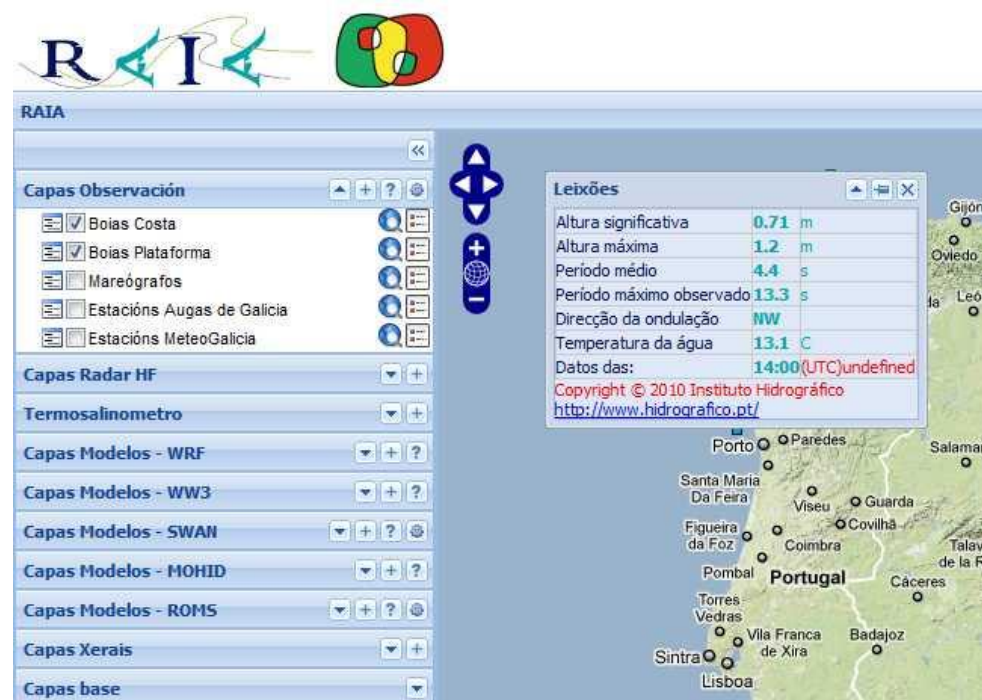 RAIA
RAIA
Capas Observación
Boias Costa
Boias Plataforma
Mareógrafos
Estacións Augas de Galicia
Estacións MeteoGalicia
Capas Radar HF
Termosalinometro
Capas Modelos - WRF
Capas Modelos - WW3
Capas Modelos - SWAN
Capas Modelos - MOHID
Capas Modelos - ROMS
Capas Xerais
Capas base
Leixões
Altura significativa 0.71 m
Altura máxima 1.2 m
Período médio 4.4 s
Período máximo observado 13.3 s
Direcção da ondulação NW
Temperatura da água 13.1 C
Datos das: 14:00 (UTC)undefined
Copyright © 2010 Instituto Hidrográfico
http://www.hidrografico.pt/
Gijón
Oviedo
Leó
Porto
Paredes
Salamar
Santa Maria
Da Feira
Viseu
Guarda
Figueira
da Foz
Covilhã
Coimbra
Talav
de la R
Pombal
Portugal
Cáceres
Torres
Vedras
Vila Franca
de Xira
Badajoz
Sintra
Lisboa